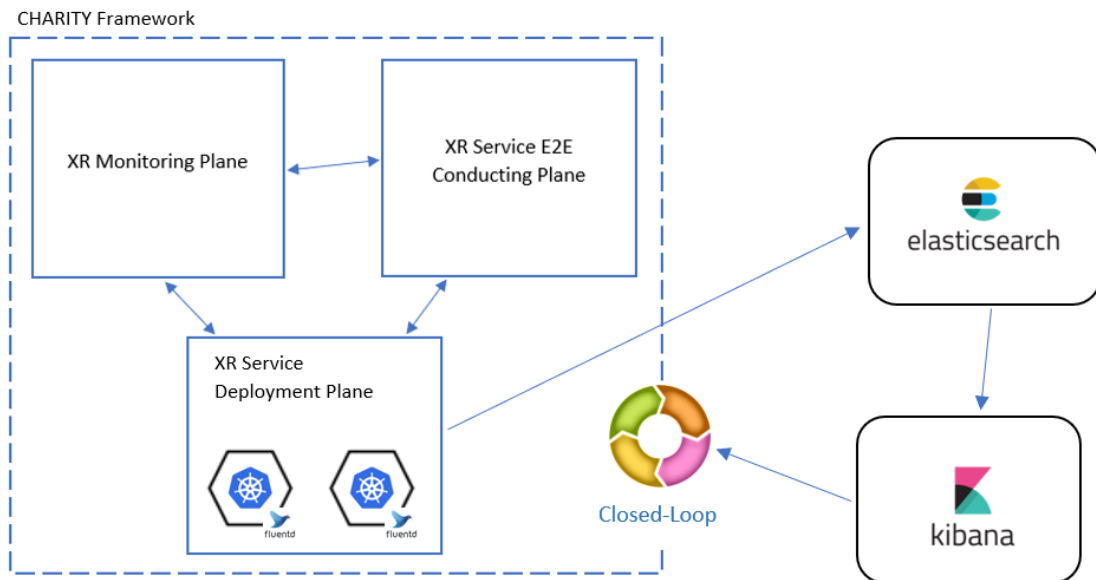 CHARITY Framework
XR Monitoring Plane
XR Service E2E
Conducting Plane
elasticsearch
XR Service
Deployment Plane
fluentd
fluentd
Closed-Loop
kibana